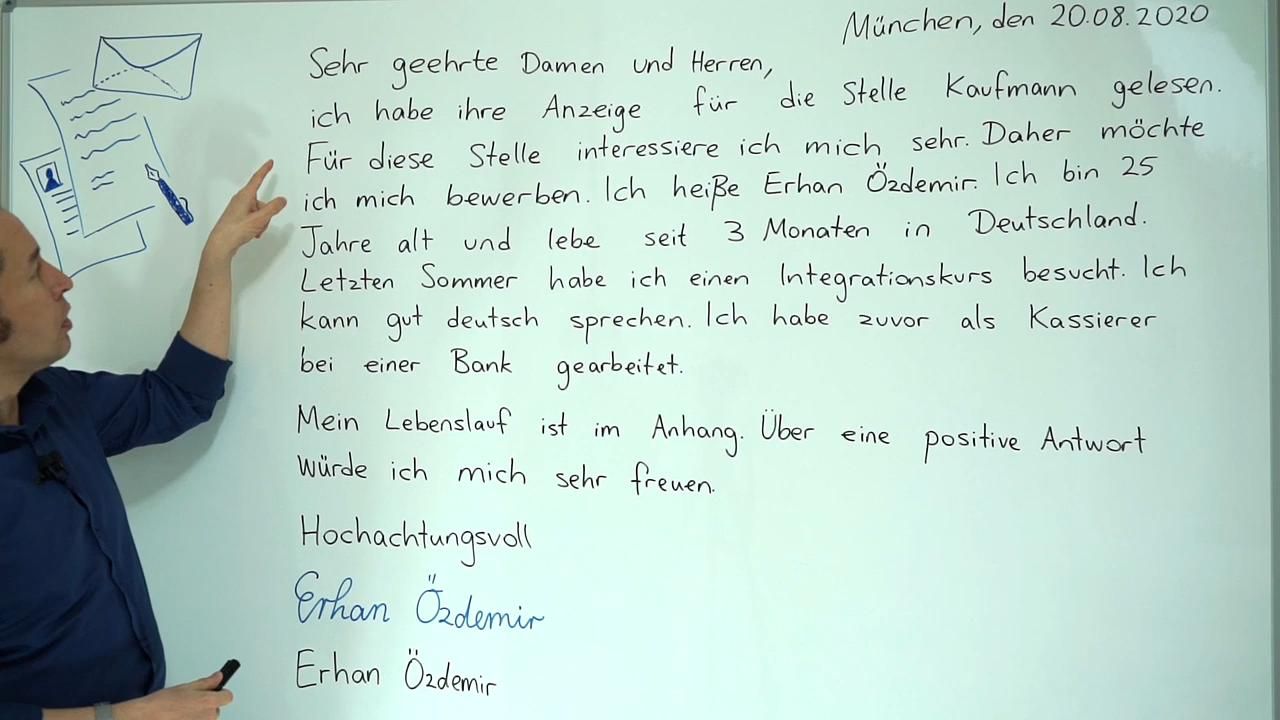 München, den 20.08.2020
Sehr geehrte Damen und Herren,
ich habe ihre Anzeige für die Stelle Kaufmann gelesen.
Für diese Stelle interessiere ich mich sehr. Daher möchte
ich mich bewerben. Ich heiße Erhan Özdemir. Ich bin 25
Jahre alt und lebe seit 3 Monaten in Deutschland.
Letzten Sommer habe ich einen Integrationskurs besucht. Ich
kann gut deutsch sprechen. Ich habe zuvor als Kassierer
bei einer Bank gearbeitet.
Mein Lebenslauf ist im Anhang. Über eine positive Antwort
würde ich mich sehr freuen.
Hochachtungsvoll
Erhan Özdemir
Erhan Özdemir